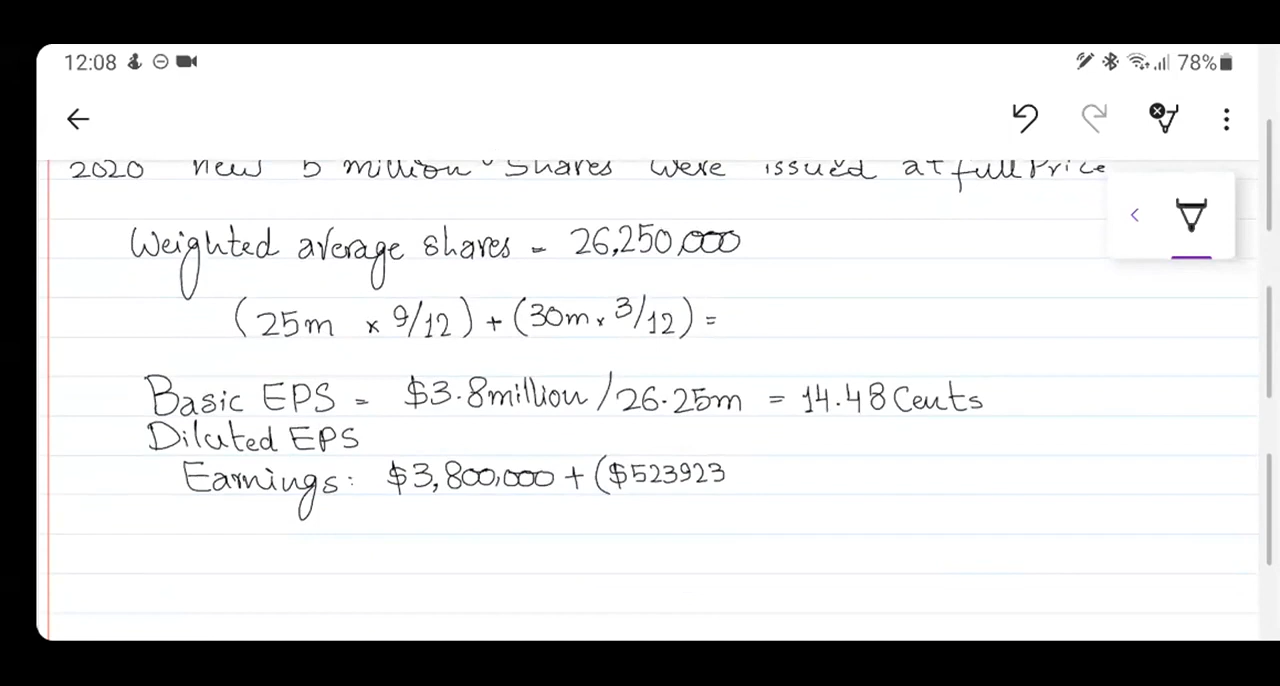 12:08 78%
2020 new 5 million shares were issued at full Price
Weighted average shares = 26,250,000
(25m x 9/12) + (30m x 3/12) =
Basic EPS = $3.8million / 26.25m = 14.48 Cents
Diluted EPS
Earnings: $3,800,000 + ($523923